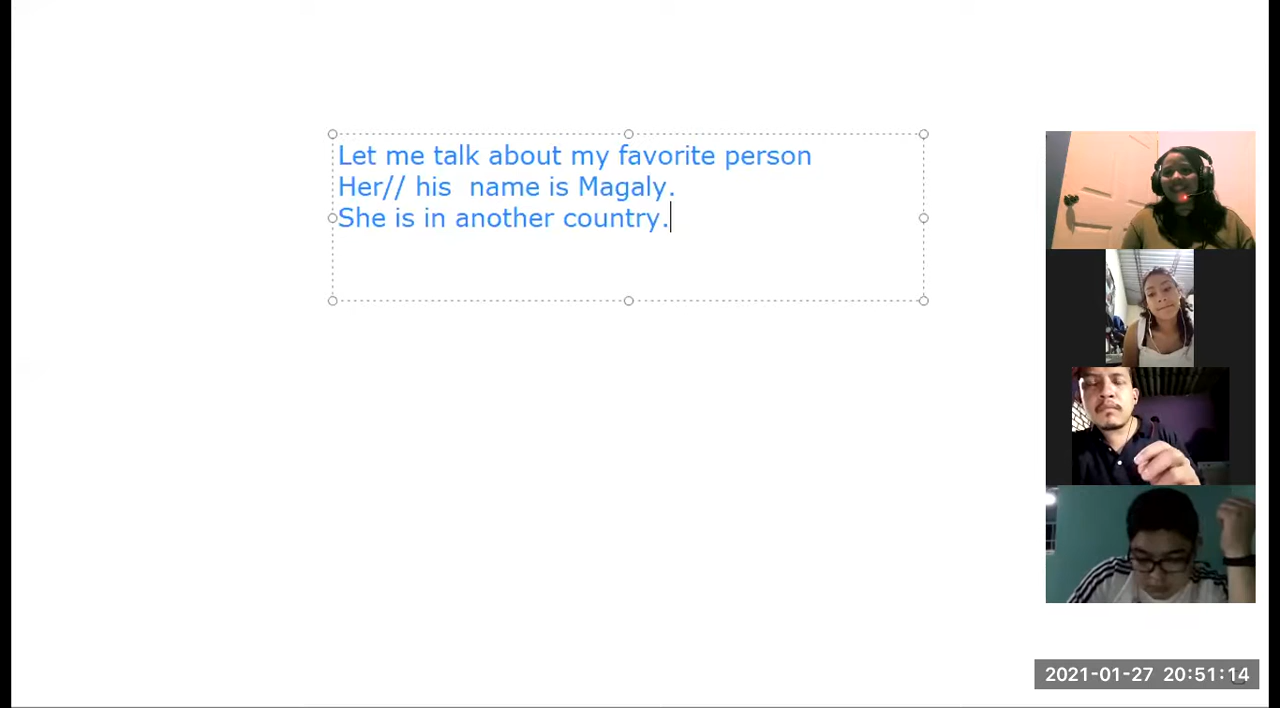 Let me talk about my favorite person
Her// his  name is Magaly.
She is in another country.
2021-01-27 20:51:14